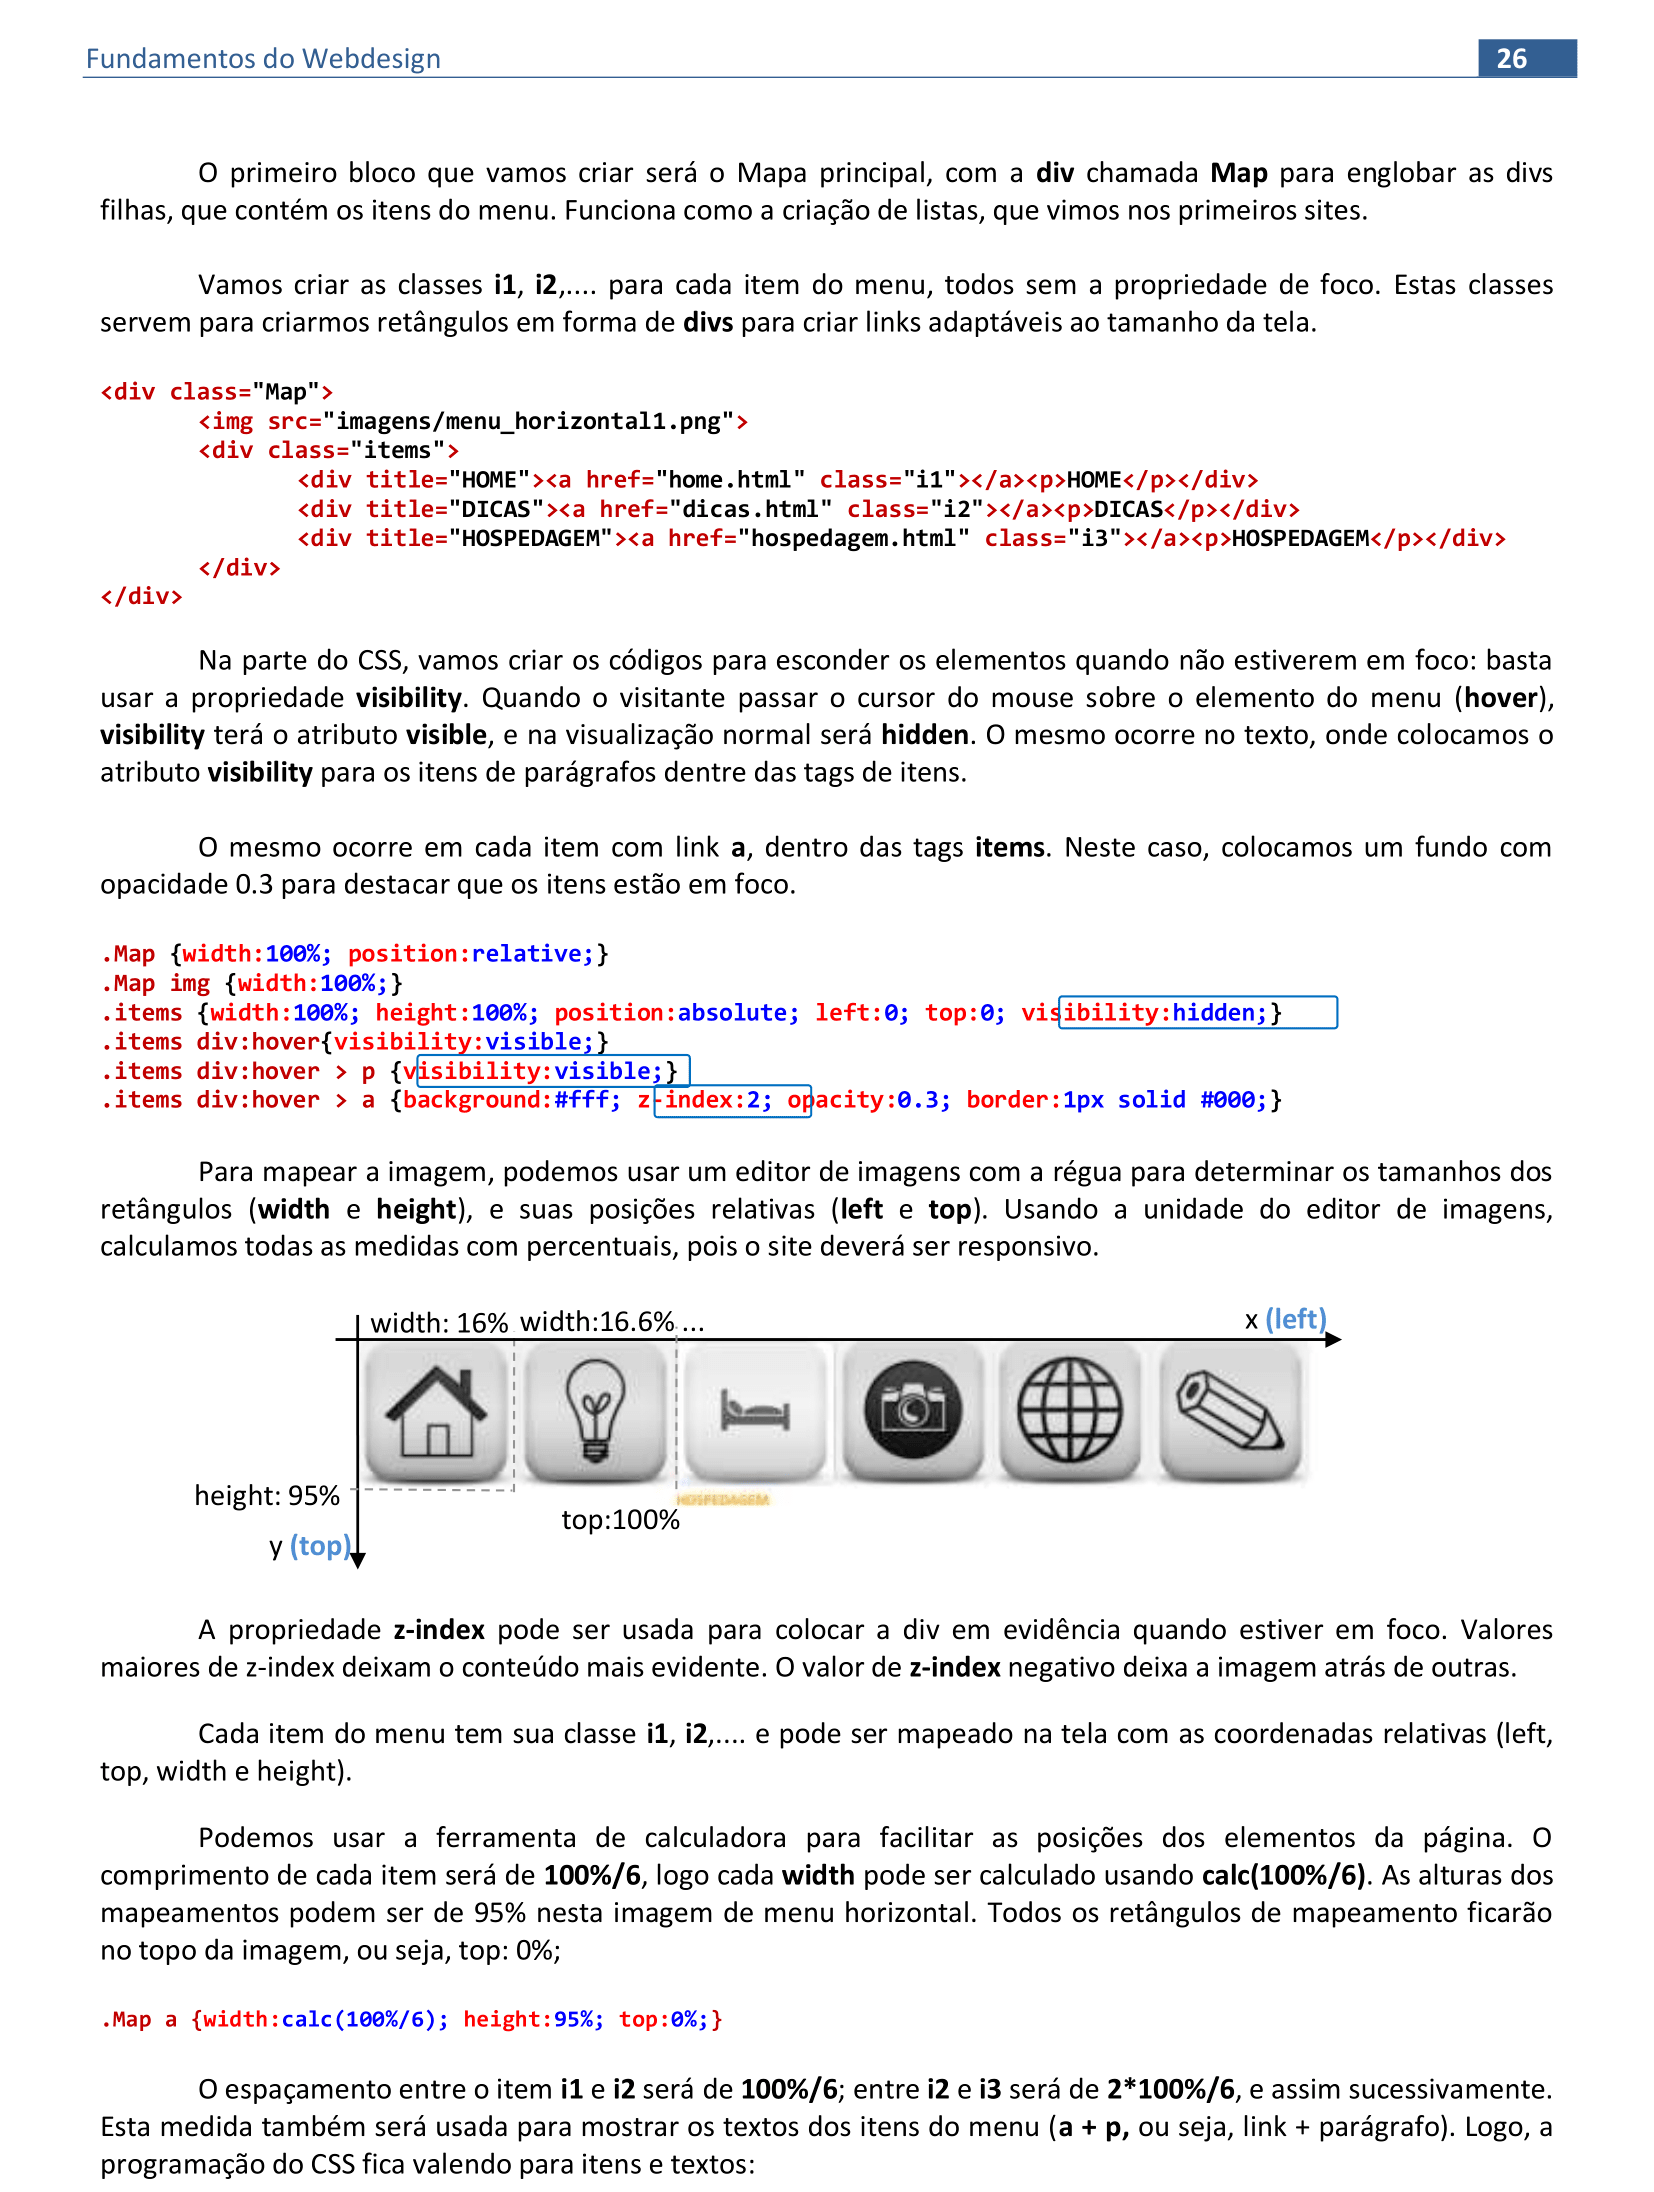 Fundamentos do Webdesign 26
O primeiro bloco que vamos criar será o Mapa principal, com a div chamada Map para englobar as divs
filhas, que contém os itens do menu. Funciona como a criação de listas, que vimos nos primeiros sites.
Vamos criar as classes i1, i2,.... para cada item do menu, todos sem a propriedade de foco. Estas classes
servem para criarmos retângulos em forma de divs para criar links adaptáveis ao tamanho da tela.
<div class="Map">
<img src="imagens/menu_horizontal1.png">
<div class="items">
<div title="HOME"><a href="home.html" class="i1"></a><p>HOME</p></div>
<div title="DICAS"><a href="dicas.html" class="i2"></a><p>DICAS</p></div>
<div title="HOSPEDAGEM"><a href="hospedagem.html" class="i3"></a><p>HOSPEDAGEM</p></div>
</div>
</div>
Na parte do CSS, vamos criar os códigos para esconder os elementos quando não estiverem em foco: basta
usar a propriedade visibility. Quando o visitante passar o cursor do mouse sobre o elemento do menu (hover),
visibility terá o atributo visible, e na visualização normal será hidden. O mesmo ocorre no texto, onde colocamos o
atributo visibility para os itens de parágrafos dentre das tags de itens.
O mesmo ocorre em cada item com link a, dentro das tags items. Neste caso, colocamos um fundo com
opacidade 0.3 para destacar que os itens estão em foco.
.Map {width:100%; position:relative;}
.Map img {width:100%;}
.items {width:100%; height:100%; position:absolute; left:0; top:0; visibility:hidden;}
.items div:hover{visibility:visible;}
.items div:hover > p {visibility:visible;}
.items div:hover > a {background:#fff; z-index:2; opacity:0.3; border:1px solid #000;}
Para mapear a imagem, podemos usar um editor de imagens com a régua para determinar os tamanhos dos
retângulos (width e height), e suas posições relativas (left e top). Usando a unidade do editor de imagens,
calculamos todas as medidas com percentuais, pois o site deverá ser responsivo.
width: 16% width:16.6% ... x (left)
height: 95%
HOSPEDAGEM
top:100%
y (top)
A propriedade z-index pode ser usada para colocar a div em evidência quando estiver em foco. Valores
maiores de z-index deixam o conteúdo mais evidente. O valor de z-index negativo deixa a imagem atrás de outras.
Cada item do menu tem sua classe i1, i2,.... e pode ser mapeado na tela com as coordenadas relativas (left,
top, width e height).
Podemos usar a ferramenta de calculadora para facilitar as posições dos elementos da página. O
comprimento de cada item será de 100%/6, logo cada width pode ser calculado usando calc(100%/6). As alturas dos
mapeamentos podem ser de 95% nesta imagem de menu horizontal. Todos os retângulos de mapeamento ficarão
no topo da imagem, ou seja, top: 0%;
.Map a {width:calc(100%/6); height:95%; top:0%;}
O espaçamento entre o item i1 e i2 será de 100%/6; entre i2 e i3 será de 2*100%/6, e assim sucessivamente.
Esta medida também será usada para mostrar os textos dos itens do menu (a + p, ou seja, link + parágrafo). Logo, a
programação do CSS fica valendo para itens e textos: